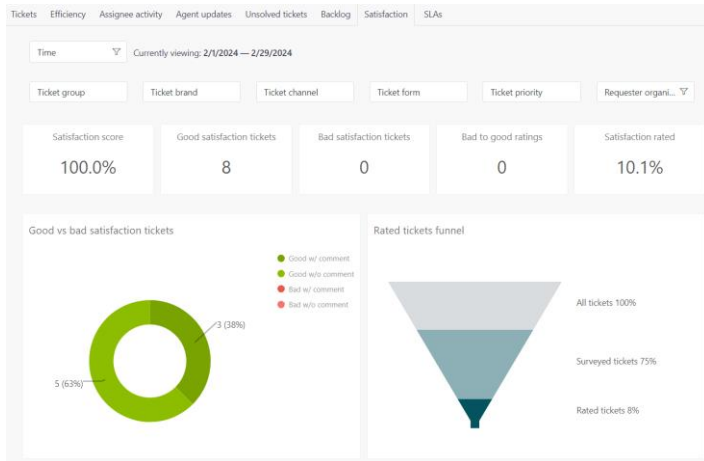 Tickets Efficiency Assignee activity Agent updates Unsolved tickets Backlog Satisfaction SLAs
Time Currently viewing: 2/1/2024 — 2/29/2024
Ticket group Ticket brand Ticket channel Ticket form Ticket priority Requester organi...
Satisfaction score Good satisfaction tickets Bad satisfaction tickets Bad to good ratings Satisfaction rated
100.0% 8 0 0 10.1%
Good vs bad satisfaction tickets
Good w/ comment
Good w/o comment
Bad w/ comment
Bad w/o comment
3 (38%)
5 (63%)
Rated tickets funnel
All tickets 100%
Surveyed tickets 75%
Rated tickets 8%